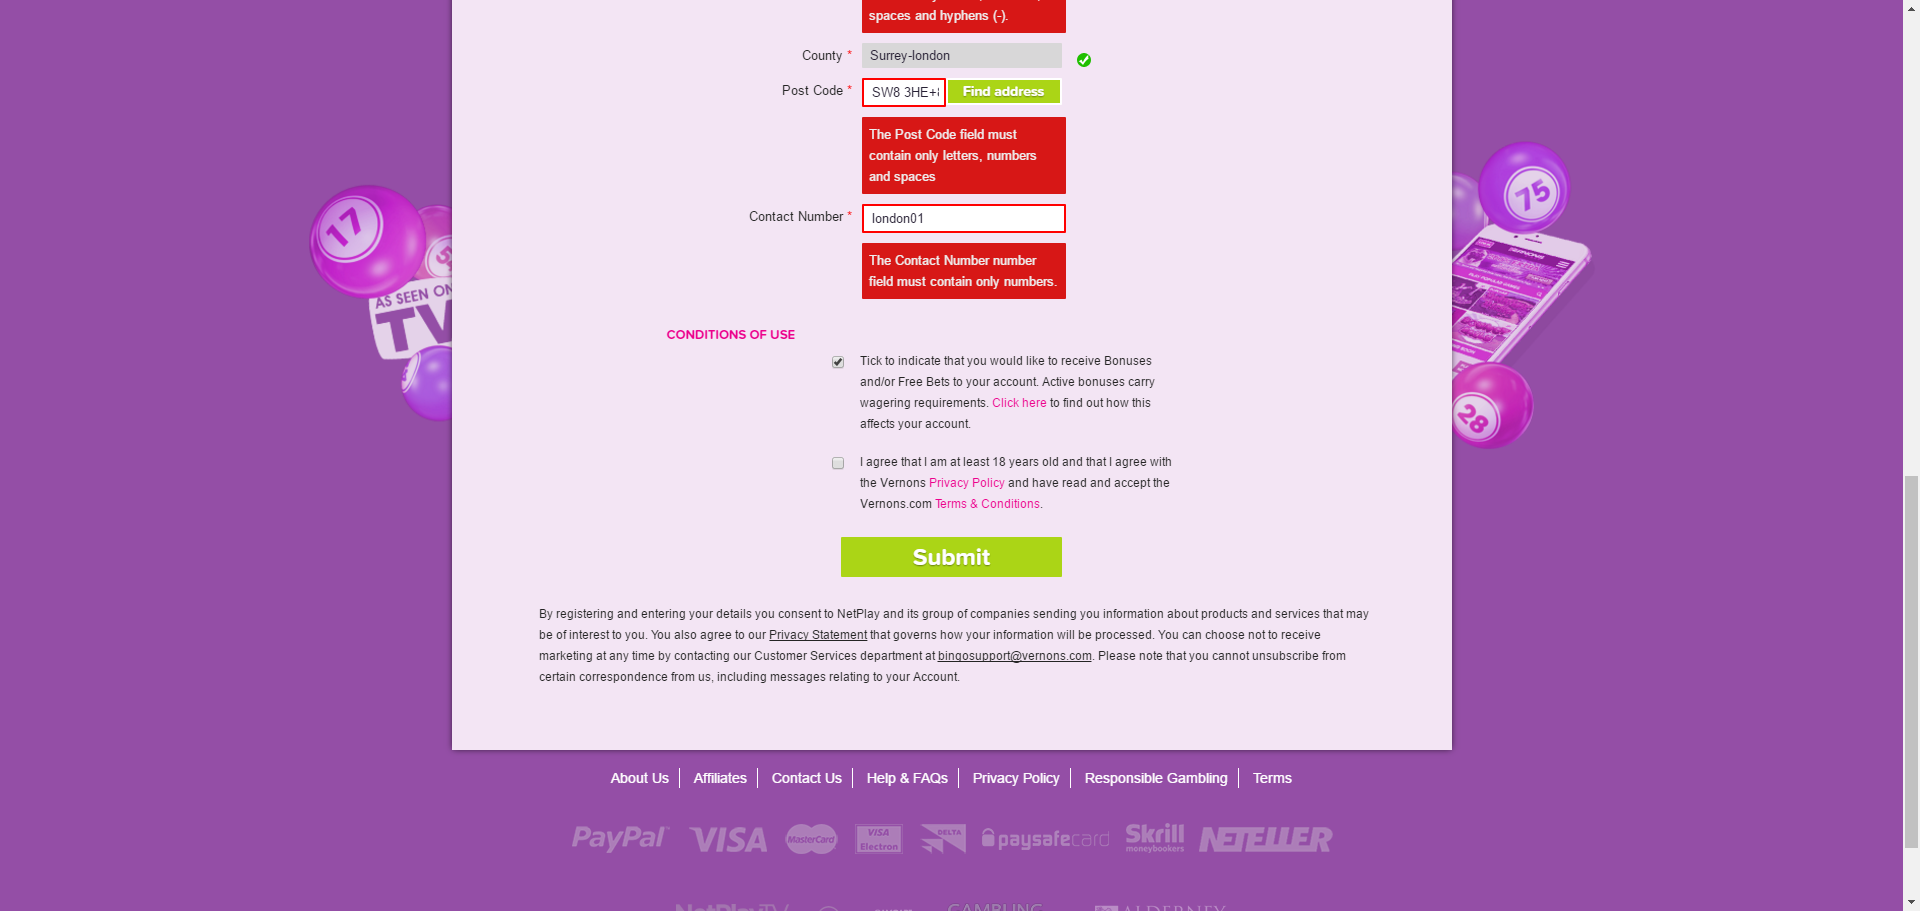 spaces and hyphens (-).
County *
Surrey-london
Post Code *
SW8 3HE+
Find address
The Post Code field must
contain only letters, numbers
and spaces
Contact Number *
london01
The Contact Number number
field must contain only numbers.
17
AS SEEN ON
TV
75
28
CONDITIONS OF USE
Tick to indicate that you would like to receive Bonuses
and/or Free Bets to your account. Active bonuses carry
wagering requirements. Click here to find out how this
affects your account.
I agree that I am at least 18 years old and that I agree with
the Vernons Privacy Policy and have read and accept the
Vernons.com Terms & Conditions.
Submit
By registering and entering your details you consent to NetPlay and its group of companies sending you information about products and services that may
be of interest to you. You also agree to our Privacy Statement that governs how your information will be processed. You can choose not to receive
marketing at any time by contacting our Customer Services department at bingosupport@vernons.com. Please note that you cannot unsubscribe from
certain correspondence from us, including messages relating to your Account.
About Us
Affiliates
Contact Us
Help & FAQs
Privacy Policy
Responsible Gambling
Terms
PayPal
VISA
MasterCard
VISA
Electron
DELTA
paysafecard
Skrill
moneybookers
NETELLER
NetPlayTV
GAMBLING
ALDERNEY